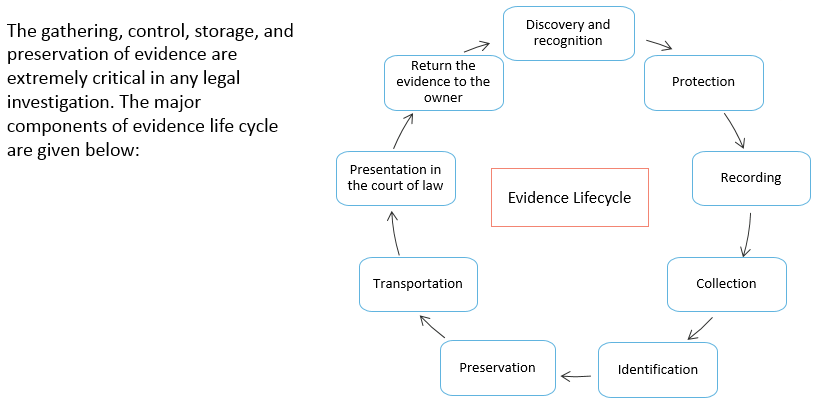 The gathering, control, storage, and
preservation of evidence are
extremely critical in any legal
investigation. The major
components of evidence life cycle
are given below:
Discovery and
recognition
Protection
Recording
Collection
Identification
Preservation
Transportation
Presentation in
the court of law
Return the
evidence to the
owner
Evidence Lifecycle